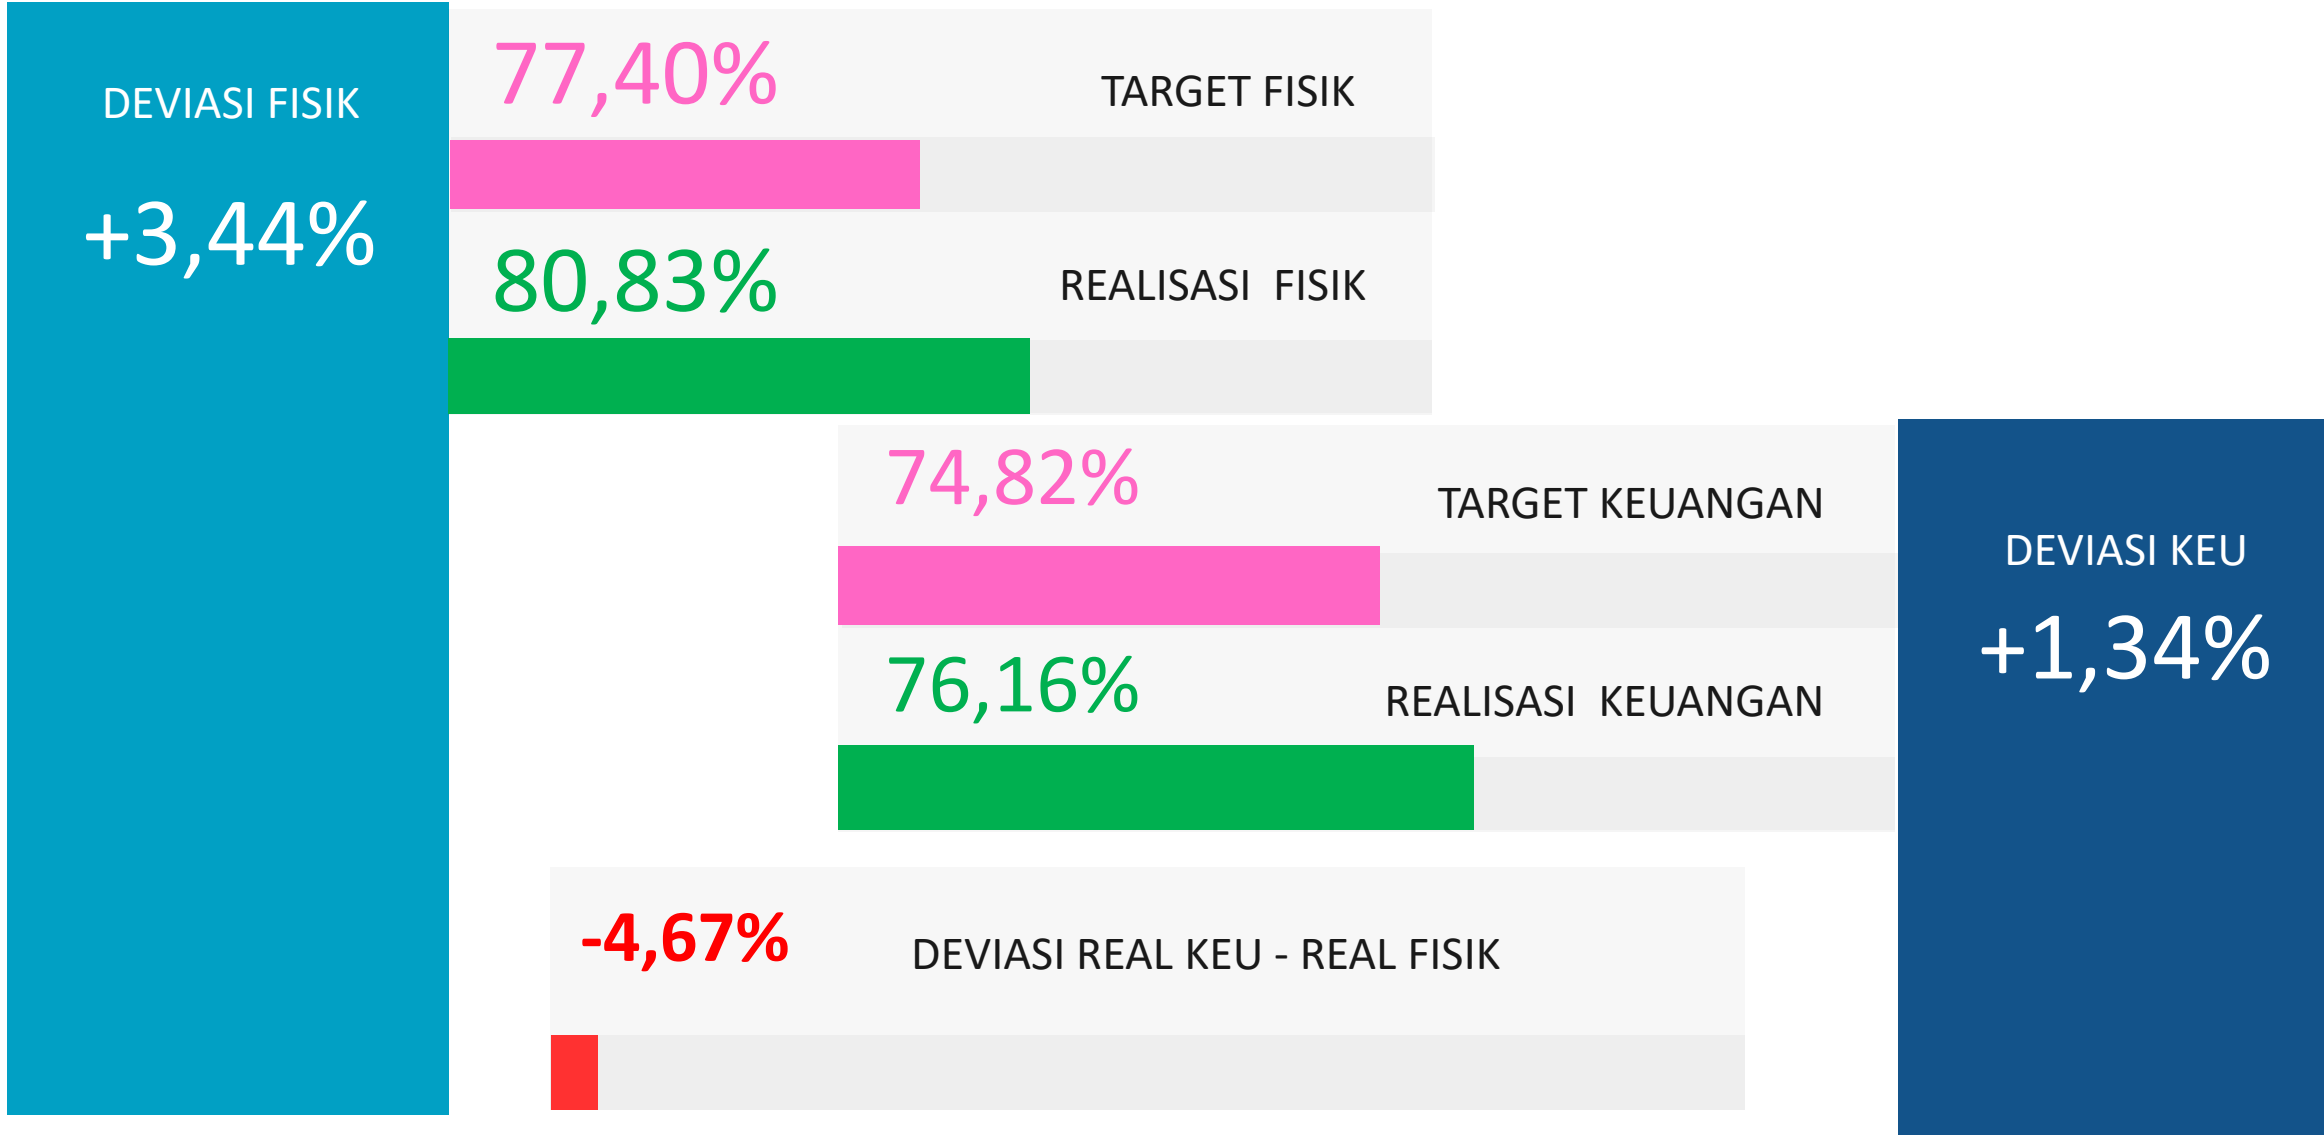 DEVIASI FISIK
+3,44%
77,40%
TARGET FISIK
80,83%
REALISASI  FISIK
74,82%
TARGET KEUANGAN
76,16%
REALISASI  KEUANGAN
DEVIASI KEU
+1,34%
-4,67%
DEVIASI REAL KEU - REAL FISIK